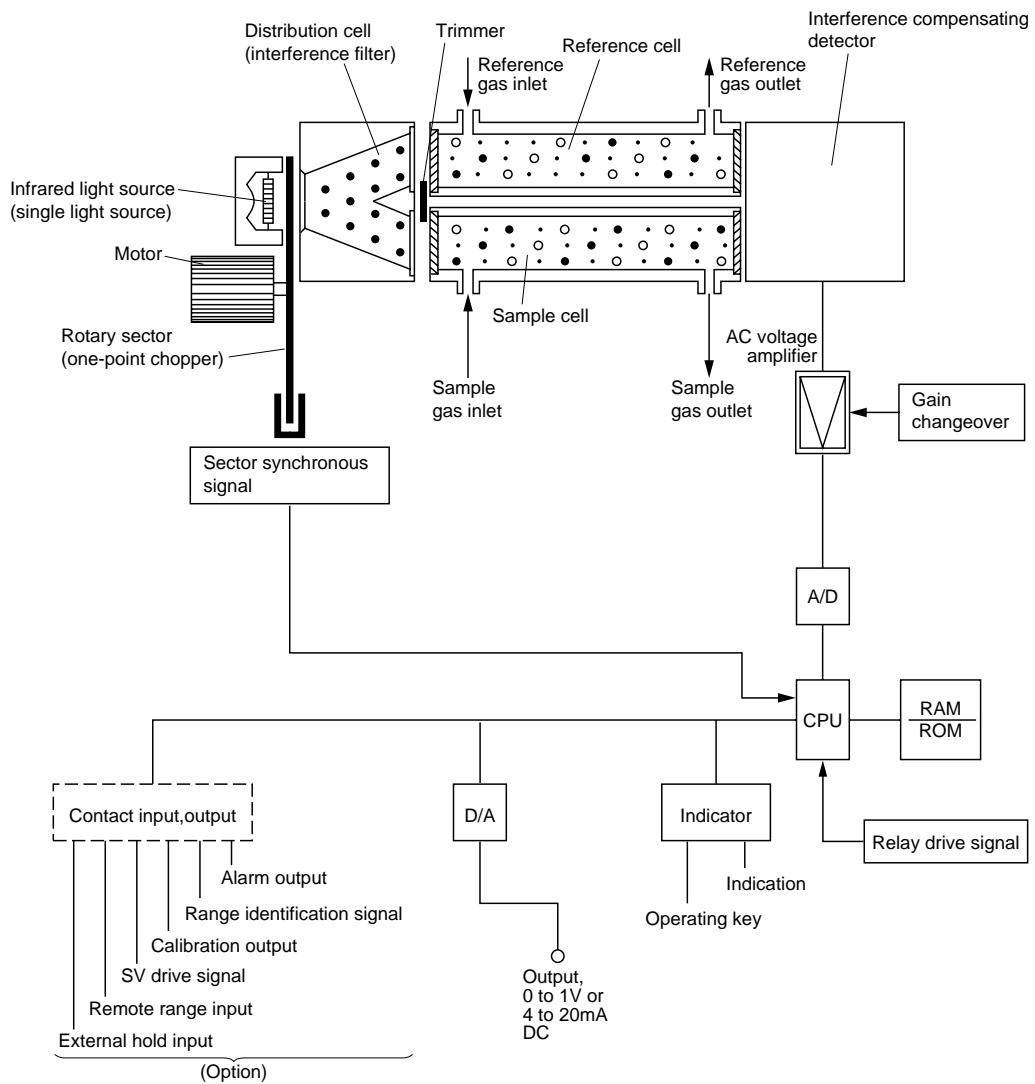 Interference compensating
detector
Distribution cell
(interference filter)
Trimmer
Reference
gas inlet
Reference cell
Reference
gas outlet
Infrared light source
(single light source)
Motor
Rotary sector
(one-point chopper)
Sample cell
Sample
gas inlet
Sample
gas outlet
AC voltage
amplifier
Gain
changeover
Sector synchronous
signal
A/D
CPU
RAM
ROM
Contact input,output
D/A
Indicator
Relay drive signal
Alarm output
Range identification signal
Calibration output
SV drive signal
Remote range input
External hold input
(Option)
Indication
Operating key
Output,
0 to 1V or
4 to 20mA
DC